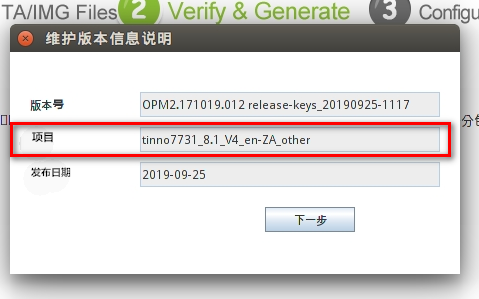 TA/IMG Files 2 Verify & Generate 3 Configu
维护版本信息说明
版本号 OPM2.171019.012 release-keys_20190925-1117
分包
项目 tinno7731_8.1_V4_en-ZA_other
发布日期 2019-09-25
下一步